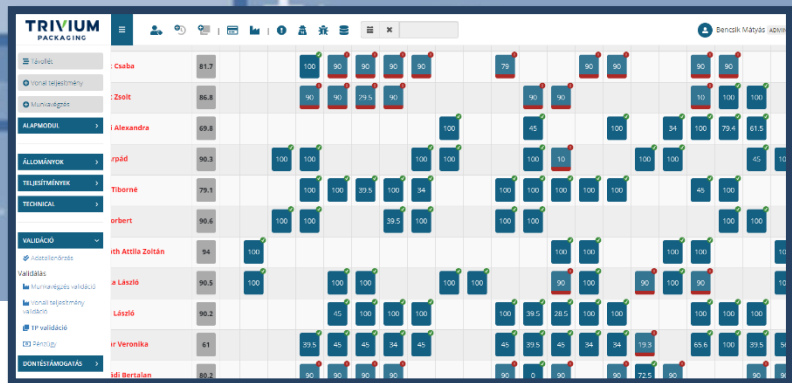 TRIVIUM
PACKAGING
Bencsik Mátyás ADMIN
Távollét
Vonal teljesítmény
Munkavégzés
ALAPMODUL
ÁLLOMÁNYOK
TELJESÍTMÉNYEK
TECHNICAL
VALIDÁCIÓ
Adatellenőrzés
Validálás
Munkavégzés validáció
Vonal teljesítmény
validáció
TP validáció
Pénzügy
DÖNTÉSTÁMOGATÁS
Csaba 81.7 100 90 90 90 90 79 90 90 90 90
Zsolt 86.8 90 90 29.5 90 90 90 10 100 100
i Alexandra 69.8 100 45 100 34 100 79.4 61.5
rpád 90.3 100 100 100 100 100 10 100 100 45
Tiborné 79.1 100 100 39.5 100 34 100 100 100 100 100 45 100
orbert 90.6 100 100 39.5 100 100 100 100 100
th Attila Zoltán 94 100 100 100 100
a László 90.5 100 100 100 100 100 90 100 90 100 90
László 90.2 45 100 100 100 100 39.5 28.5 100 100 100 100
r Veronika 61 39.5 45 45 34 45 45 39.5 45 34 34 19.3 65.6 100 39.5
di Bertalan 80.2 90 90 90 90 90 0 90 90 72.5 90 90 90